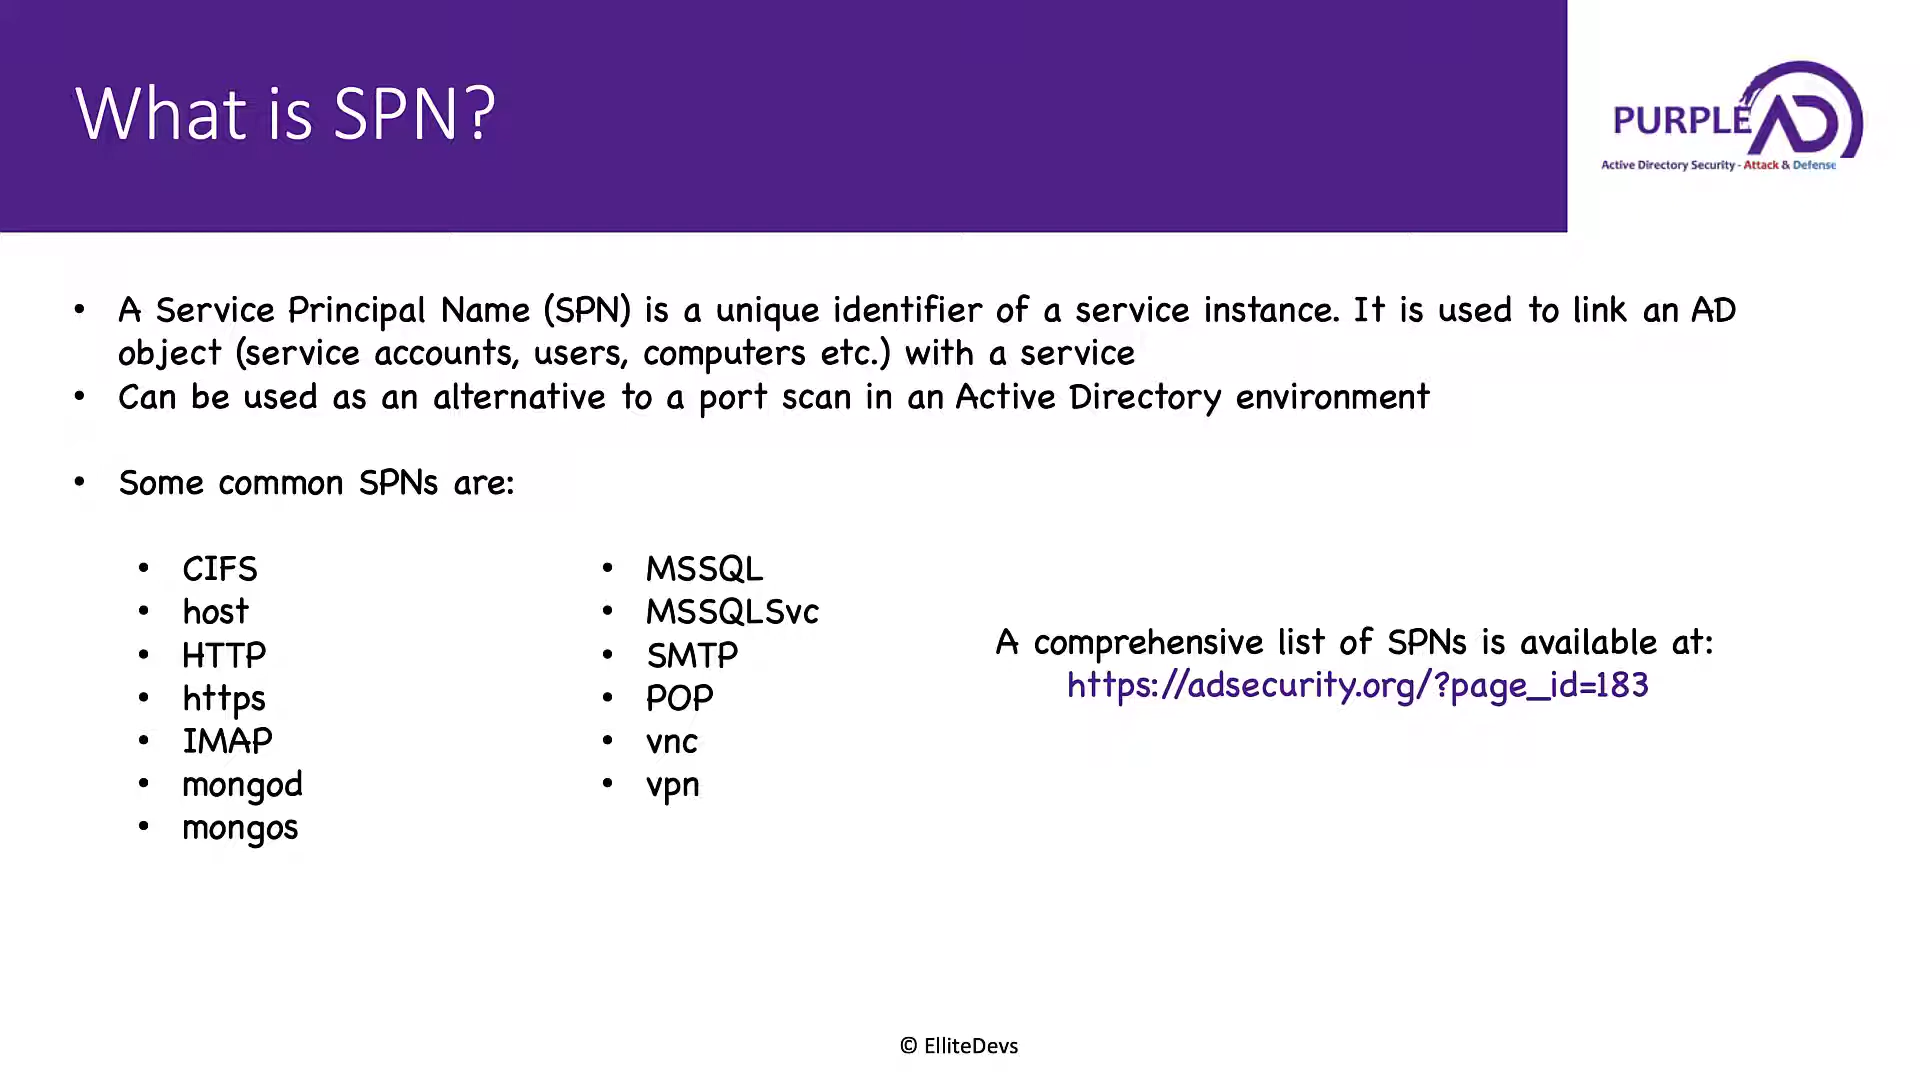 What is SPN?
PURPLE AD
Active Directory Security - Attack & Defense
• A Service Principal Name (SPN) is a unique identifier of a service instance. It is used to link an AD
object (service accounts, users, computers etc.) with a service
• Can be used as an alternative to a port scan in an Active Directory environment
• Some common SPNs are:
• CIFS
• host
• HTTP
• https
• IMAP
• mongod
• mongos
• MSSQL
• MSSQLSvc
• SMTP
• POP
• vnc
• vpn
A comprehensive list of SPNs is available at:
https://adsecurity.org/?page_id=183
© ElliteDevs